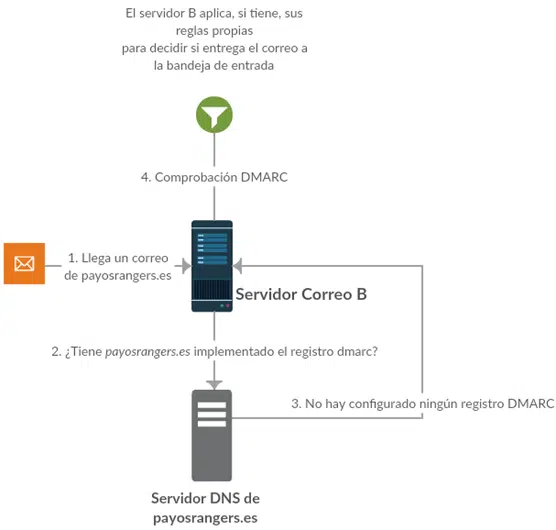 El servidor B aplica, si tiene, sus
reglas propias
para decidir si entrega el correo a
la bandeja de entrada
4. Comprobación DMARC
1. Llega un correo
de payosrangers.es
Servidor Correo B
2. ¿Tiene payosrangers.es implementado el registro dmarc?
3. No hay configurado ningún registro DMARC
Servidor DNS de
payosrangers.es